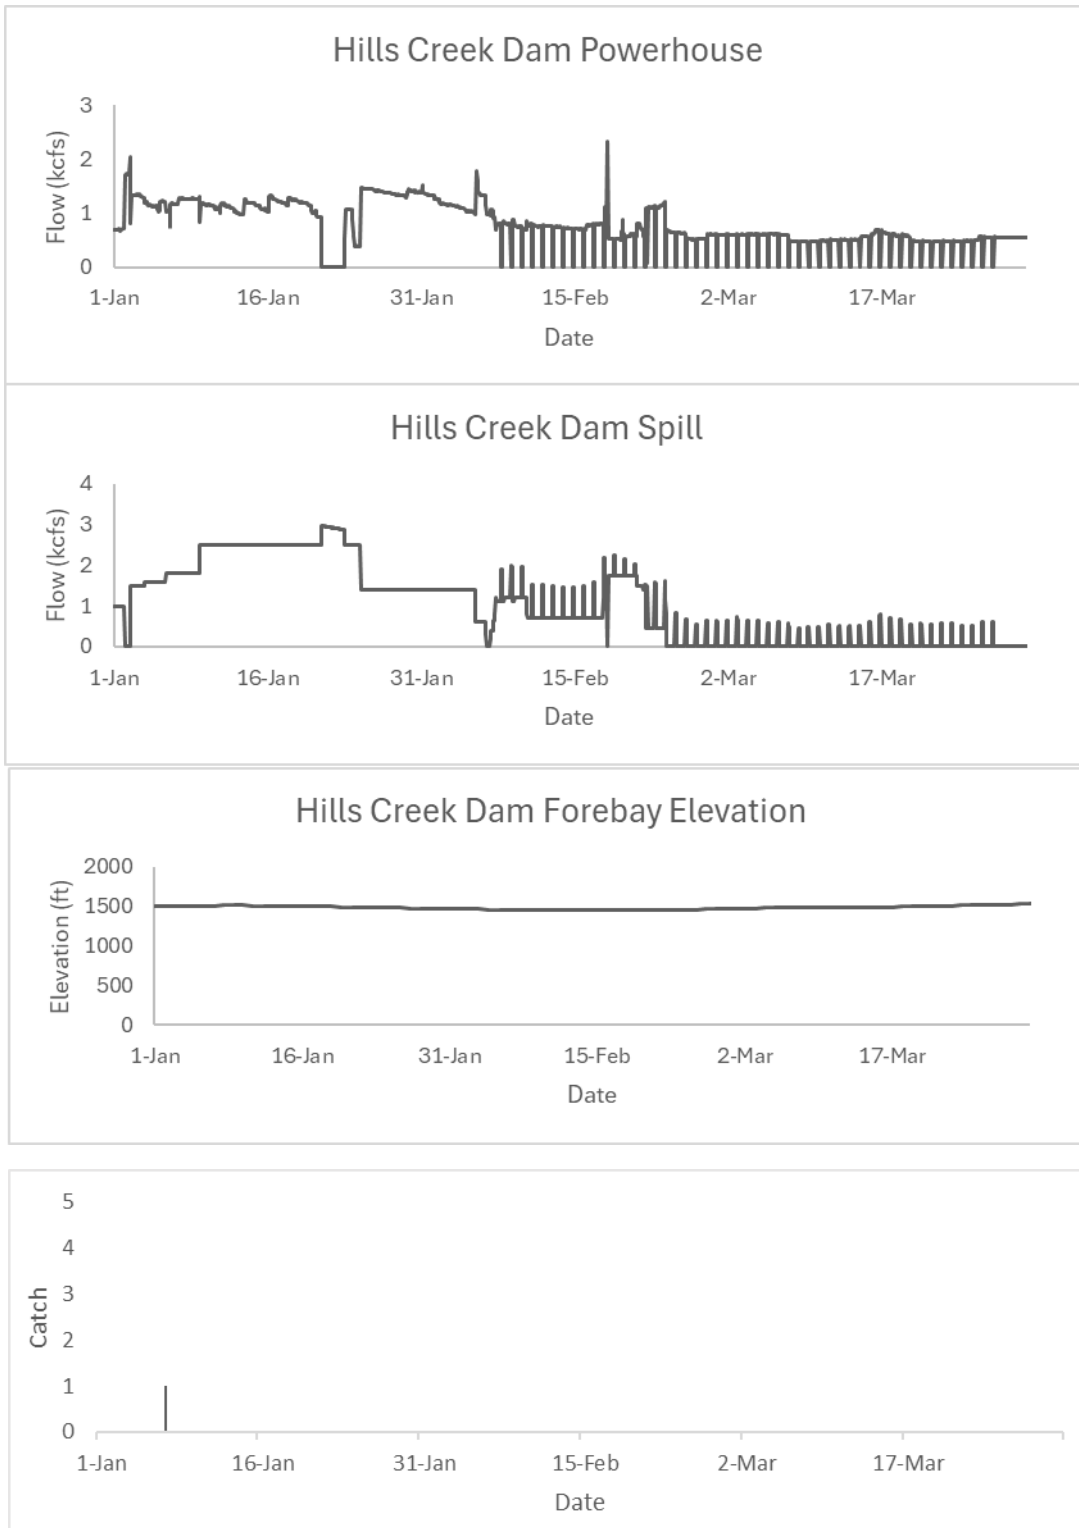 Hills Creek Dam Powerhouse
Flow (kcfs)
3
2
1
0
1-Jan 16-Jan 31-Jan 15-Feb 2-Mar 17-Mar
Date
Hills Creek Dam Spill
Flow (kcfs)
4
3
2
1
0
1-Jan 16-Jan 31-Jan 15-Feb 2-Mar 17-Mar
Date
Hills Creek Dam Forebay Elevation
Elevation (ft)
2000
1500
1000
500
0
1-Jan 16-Jan 31-Jan 15-Feb 2-Mar 17-Mar
Date
Catch
5
4
3
2
1
0
1-Jan 16-Jan 31-Jan 15-Feb 2-Mar 17-Mar
Date